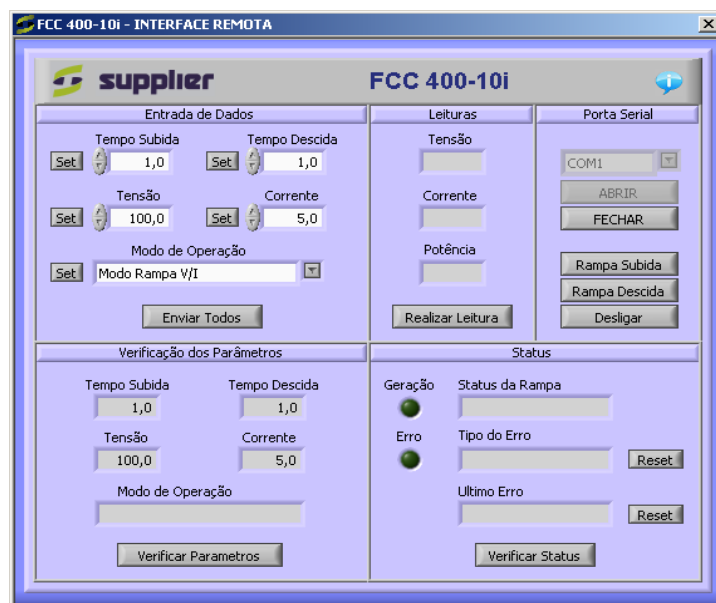 FCC 400-10i - INTERFACE REMOTA
supplier
FCC 400-10i
Entrada de Dados
Tempo Subida
Tempo Descida
Set
1,0
Set
1,0
Tensão
Corrente
Set
100,0
Set
5,0
Modo de Operação
Set
Modo Rampa V/I
Enviar Todos
Leituras
Tensão
Corrente
Potência
Realizar Leitura
Porta Serial
COM1
ABRIR
FECHAR
Rampa Subida
Rampa Descida
Desligar
Verificação dos Parâmetros
Tempo Subida
Tempo Descida
1,0
1,0
Tensão
Corrente
100,0
5,0
Modo de Operação
Verificar Parametros
Status
Geração
Status da Rampa
Erro
Tipo do Erro
Reset
Ultimo Erro
Reset
Verificar Status